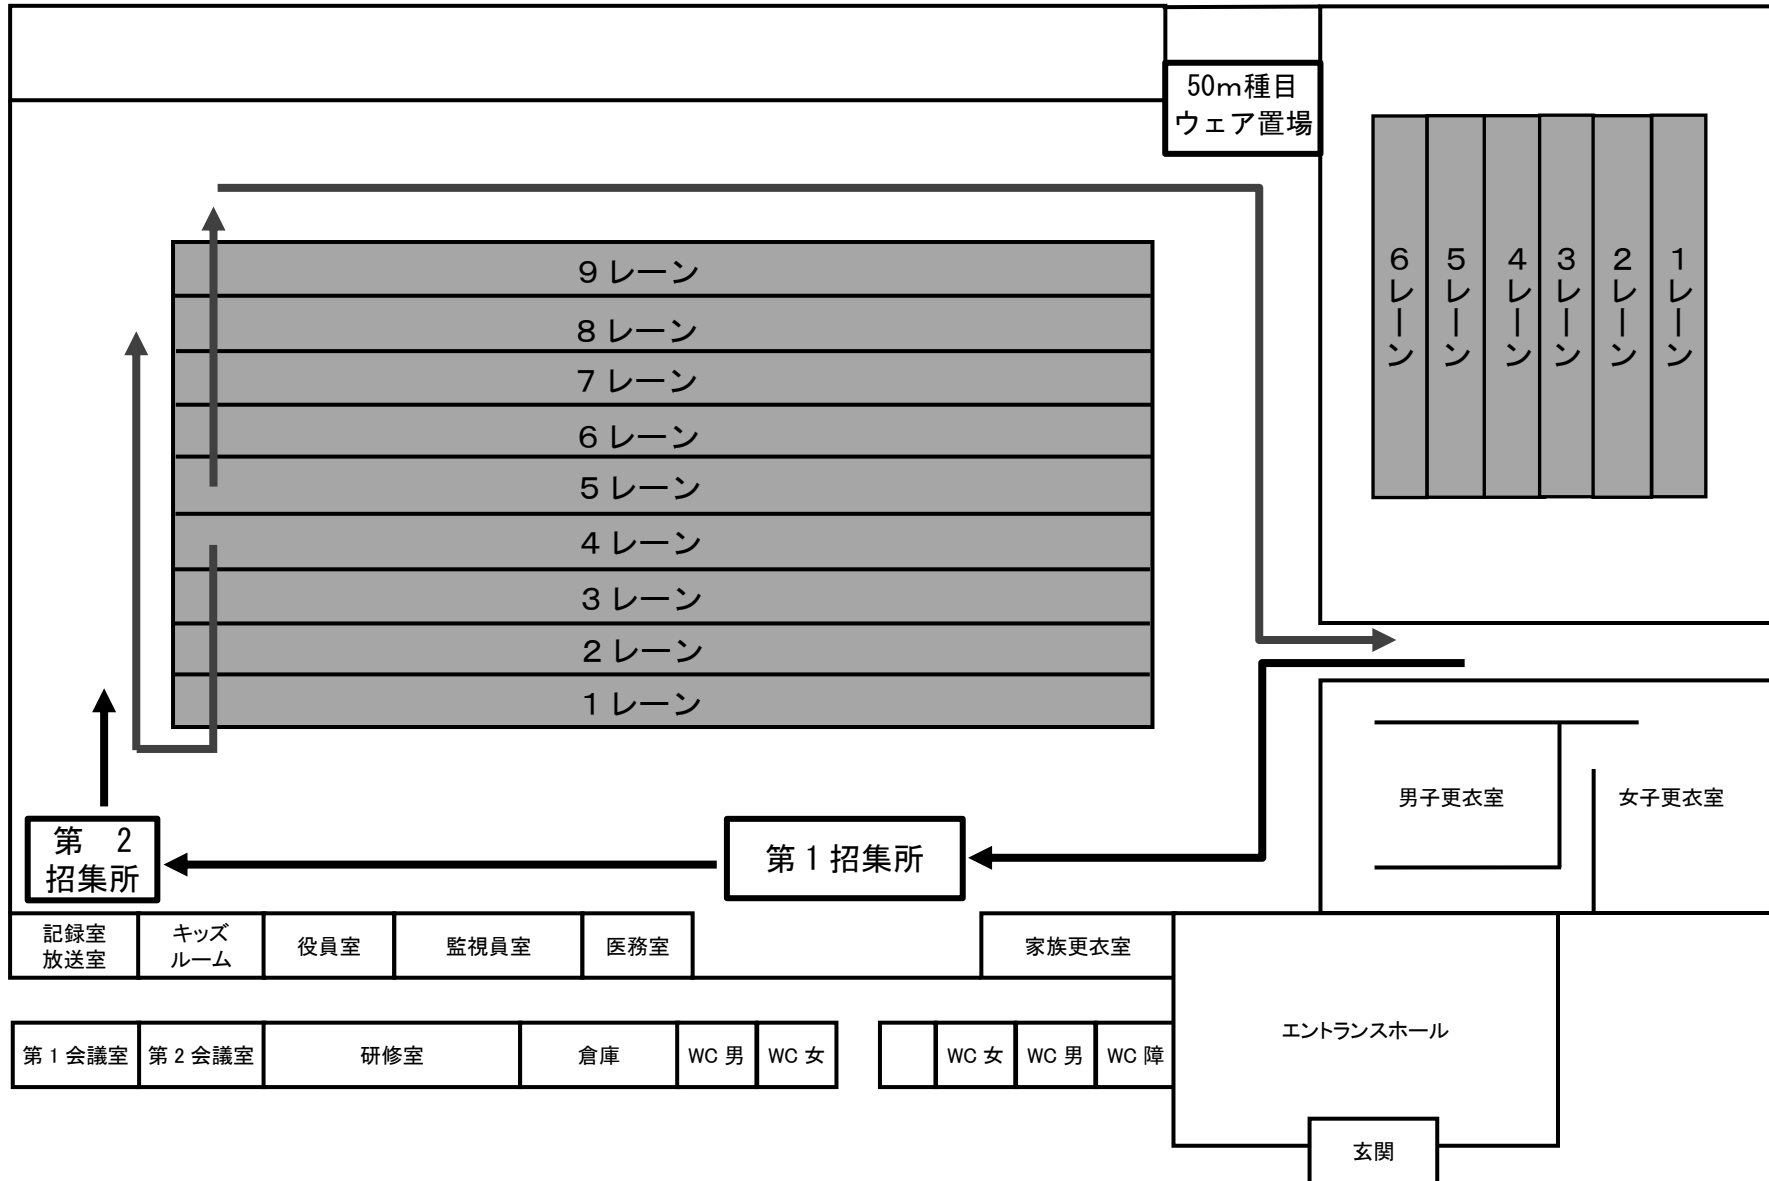 50m種目
ウェア置場
9レーン
8レーン
7レーン
6レーン
5レーン
4レーン
3レーン
2レーン
1レーン
6レーン
5レーン
4レーン
3レーン
2レーン
1レーン
男子更衣室
女子更衣室
第 2
招集所
第1招集所
記録室
放送室
キッズ
ルーム
役員室
監視員室
医務室
家族更衣室
第1会議室
第2会議室
研修室
倉庫
WC 男
WC 女
WC 女
WC 男
WC 障
エントランスホール
玄関